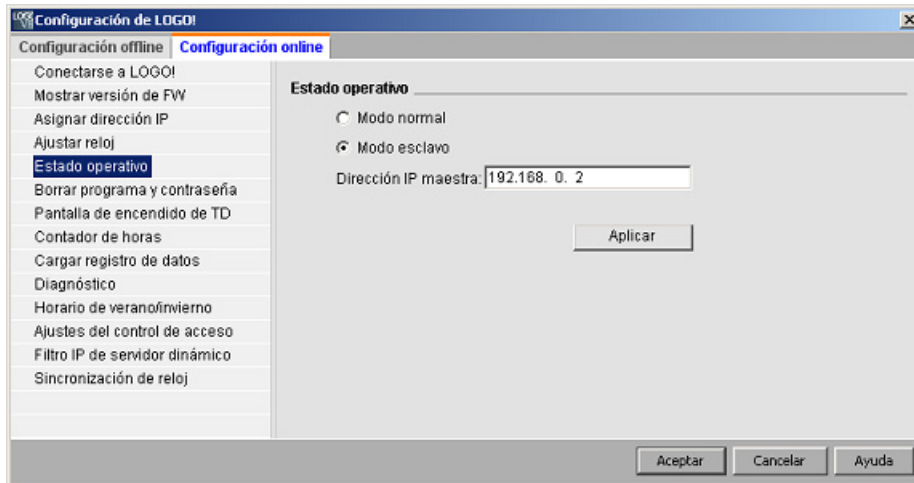 Configuración de LOGO!
Configuración offline
Configuración online
Conectarse a LOGO!
Mostrar versión de FW
Asignar dirección IP
Ajustar reloj
Estado operativo
Borrar programa y contraseña
Pantalla de encendido de TD
Contador de horas
Cargar registro de datos
Diagnóstico
Horario de verano/invierno
Ajustes del control de acceso
Filtro IP de servidor dinámico
Sincronización de reloj
Estado operativo
Modo normal
Modo esclavo
Dirección IP maestra: 192.168. 0. 2
Aplicar
Aceptar
Cancelar
Ayuda